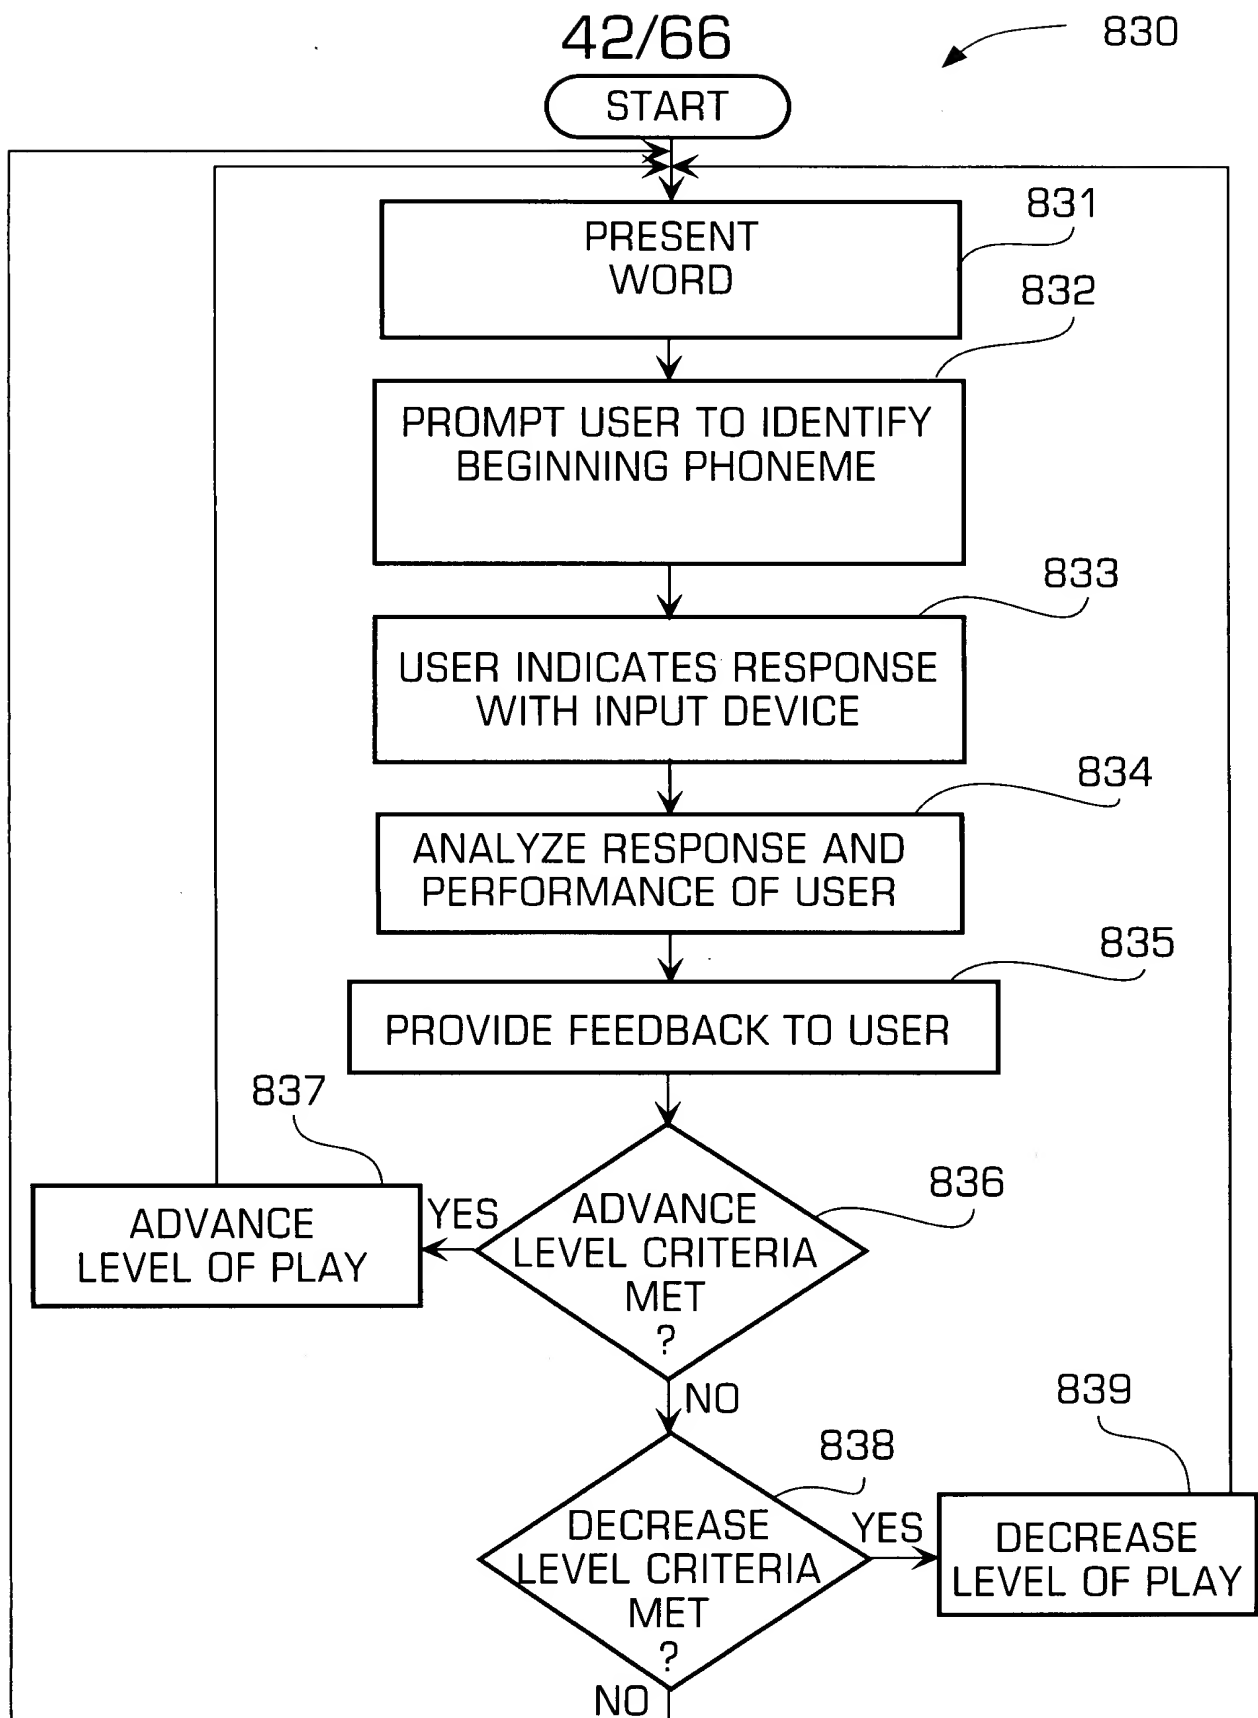 42/66
830
START
831
PRESENT
WORD
832
PROMPT USER TO IDENTIFY
BEGINNING PHONEME
833
USER INDICATES RESPONSE
WITH INPUT DEVICE
834
ANALYZE RESPONSE AND
PERFORMANCE OF USER
835
PROVIDE FEEDBACK TO USER
837
836
ADVANCE
LEVEL OF PLAY
YES
ADVANCE
LEVEL CRITERIA
MET
?
NO
839
838
DECREASE
LEVEL CRITERIA
MET
?
YES
DECREASE
LEVEL OF PLAY
NO